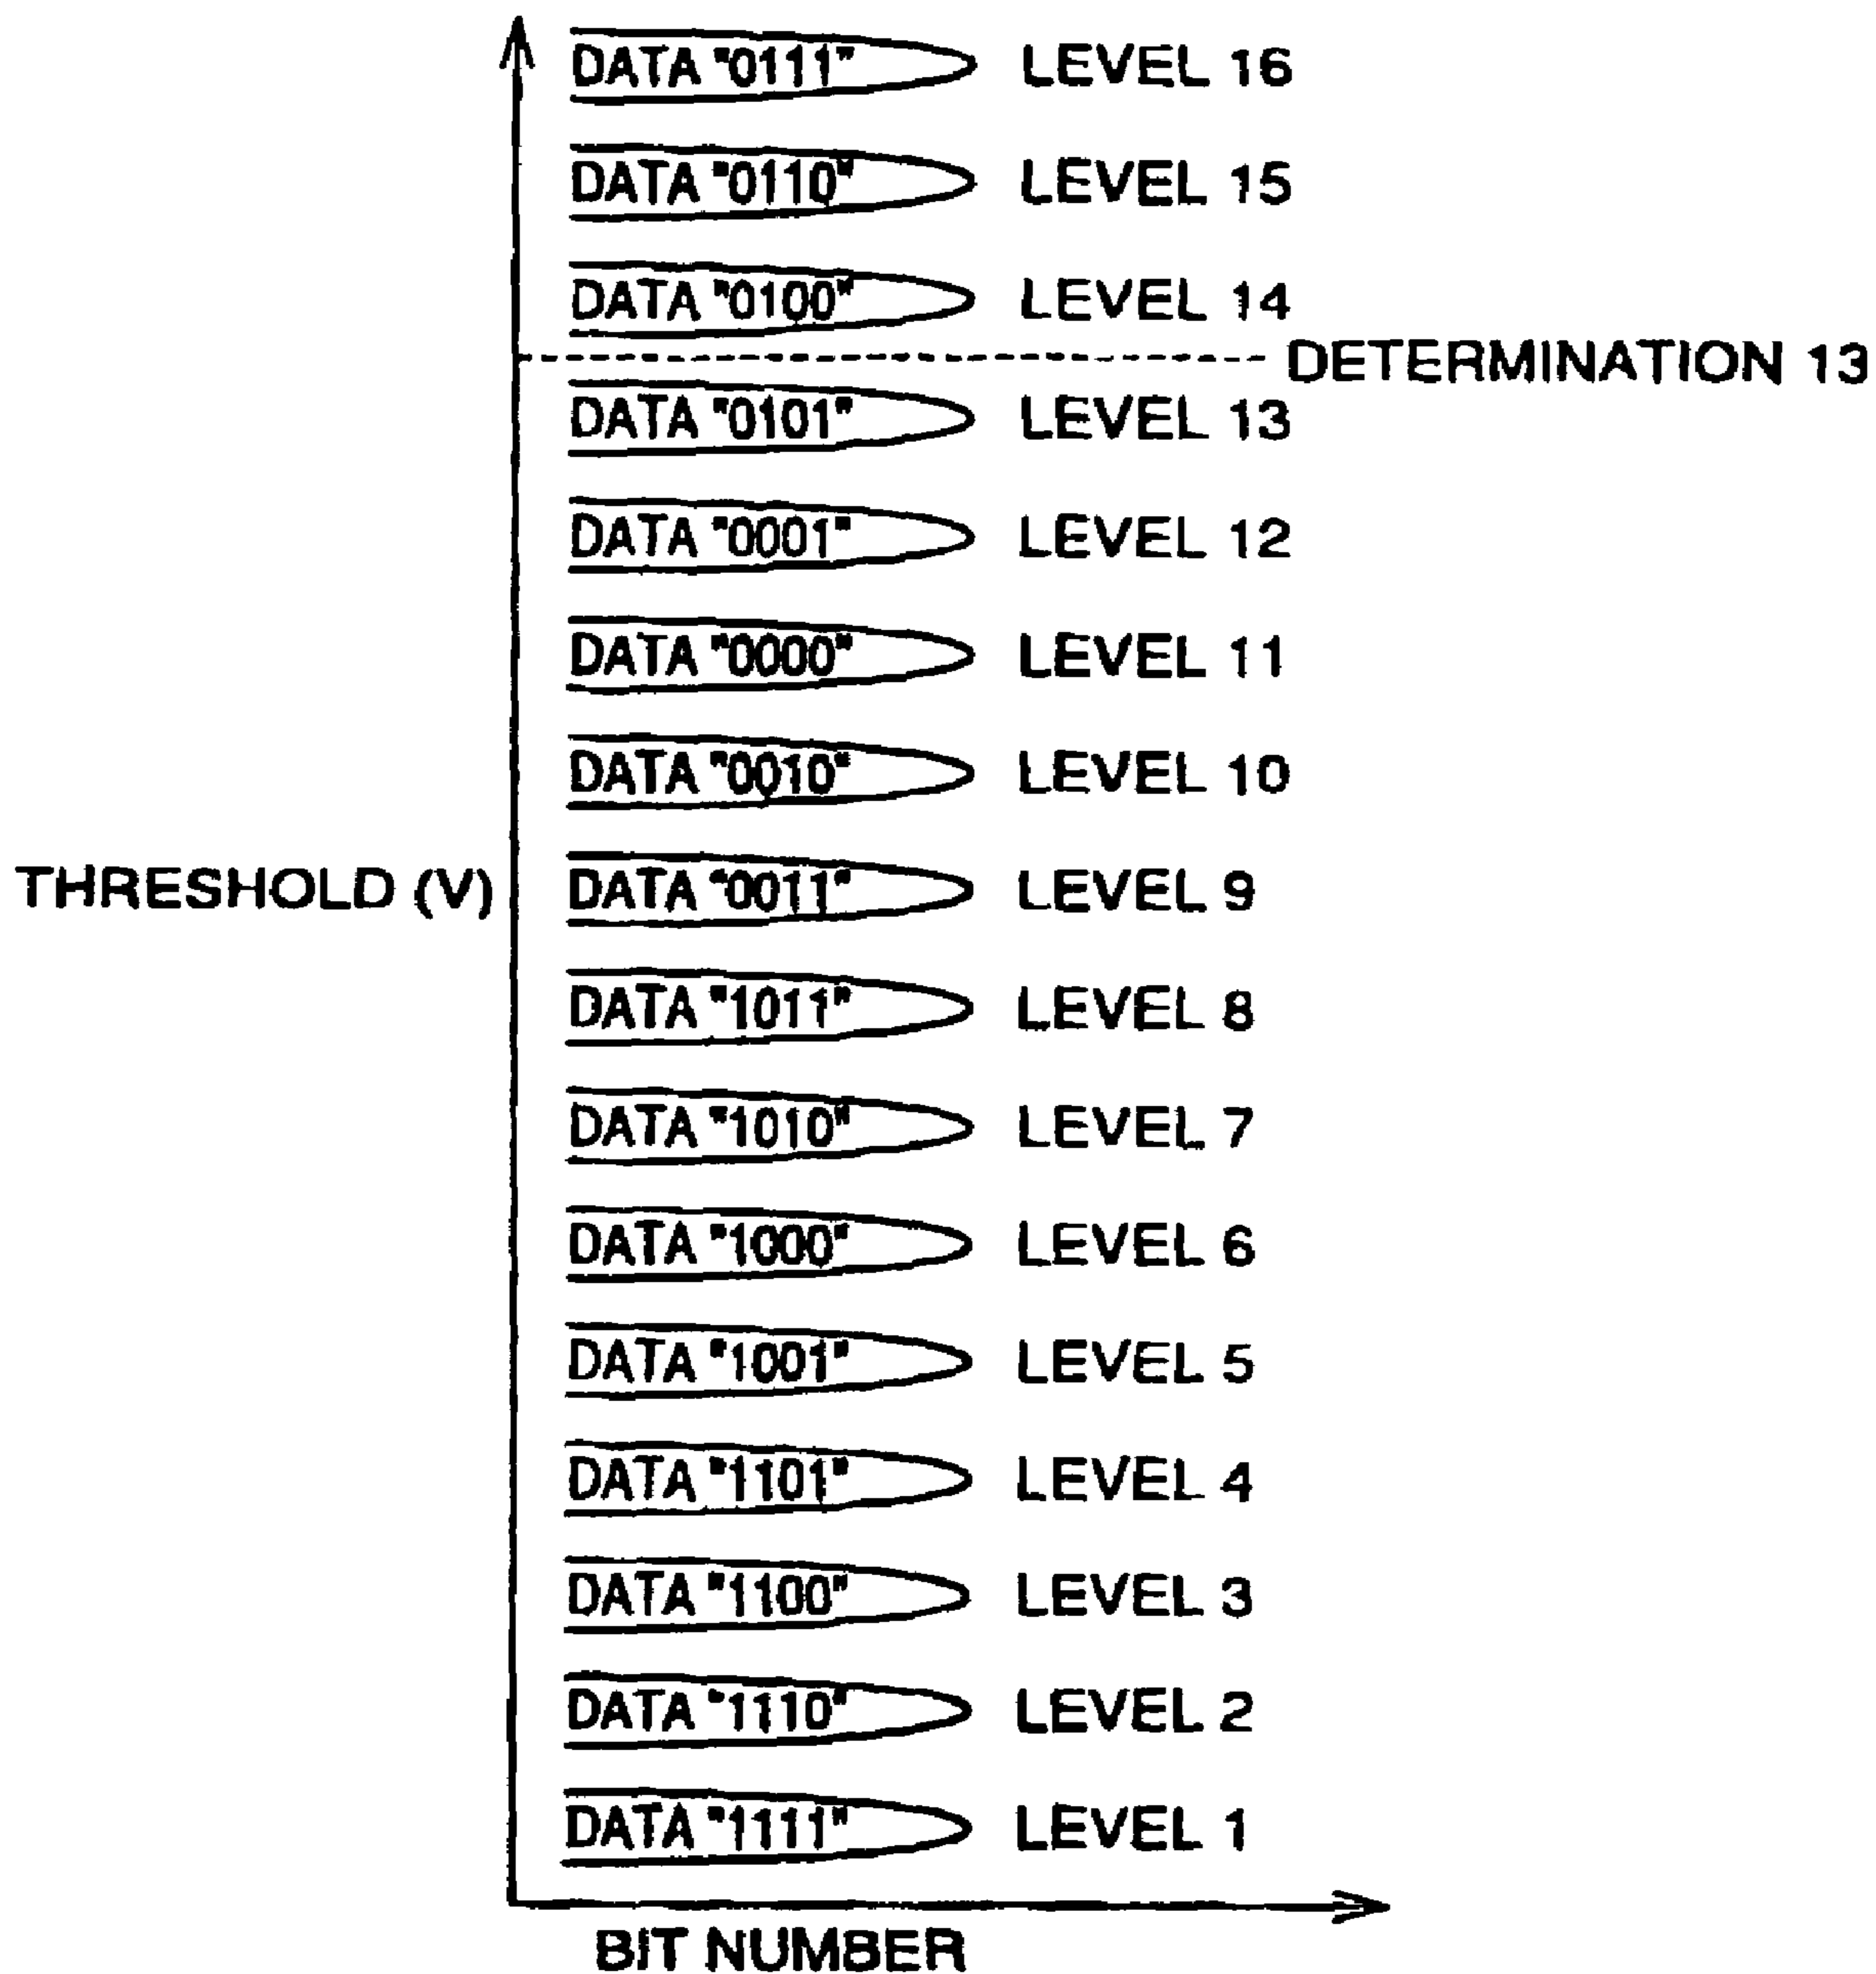 DATA "0111" LEVEL 16
DATA "0110" LEVEL 15
DATA "0100" LEVEL 14
DETERMINATION 13
DATA "0101" LEVEL 13
DATA "0001" LEVEL 12
DATA "0000" LEVEL 11
DATA "0010" LEVEL 10
THRESHOLD (V)
DATA "0011" LEVEL 9
DATA "1011" LEVEL 8
DATA "1010" LEVEL 7
DATA "1000" LEVEL 6
DATA "1001" LEVEL 5
DATA "1101" LEVEL 4
DATA "1100" LEVEL 3
DATA "1110" LEVEL 2
DATA "1111" LEVEL 1
BIT NUMBER